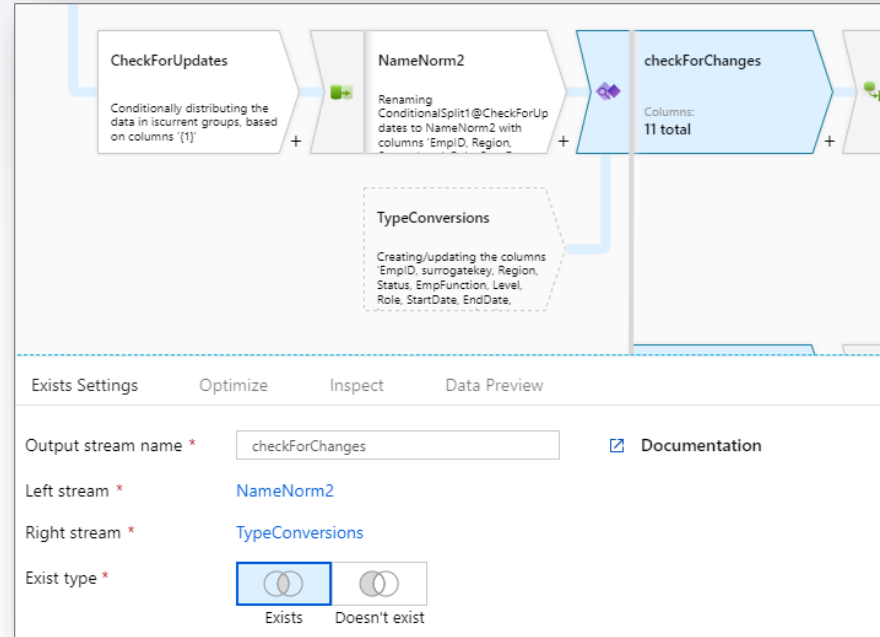 CheckForUpdates
Conditionally distributing the
data in iscurrent groups, based
on columns '{1}'
+
NameNorm2
Renaming
ConditionalSplit1@CheckForUp
dates to NameNorm2 with
columns 'EmpID, Region,
+
checkForChanges
Columns:
11 total
+
TypeConversions
Creating/updating the columns
'EmpID, surrogatekey, Region,
Status, EmpFunction, Level,
Role, StartDate, EndDate,
Exists Settings
Optimize
Inspect
Data Preview
Output stream name *
checkForChanges
Documentation
Left stream *
NameNorm2
Right stream *
TypeConversions
Exist type *
Exists
Doesn't exist